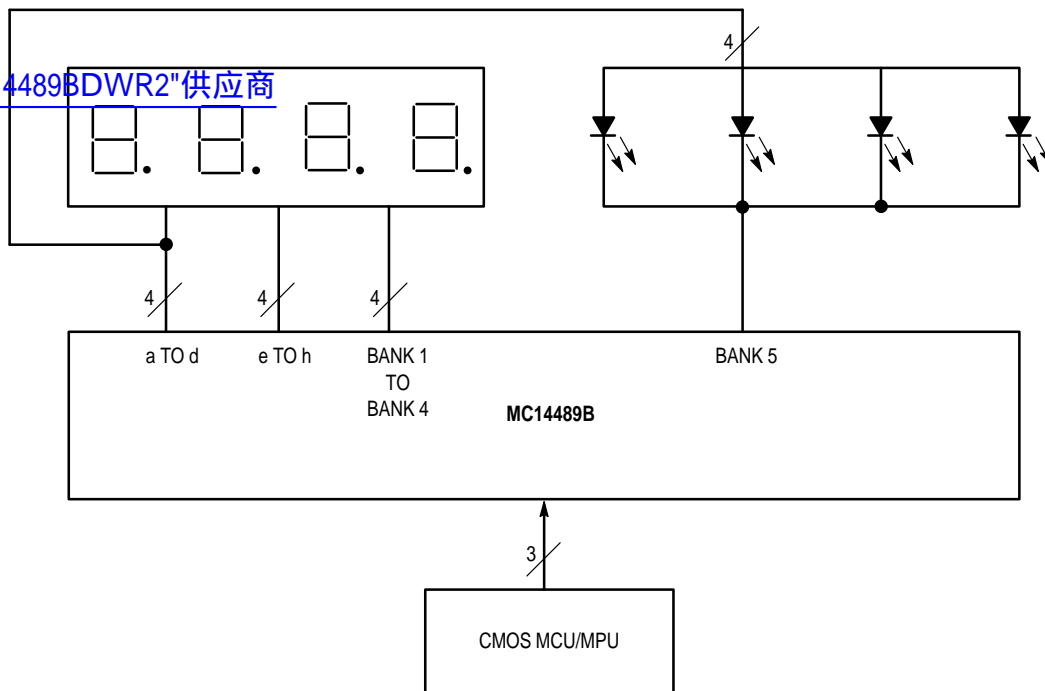 4
4489BDWR2"供应商
4
4
4
a TO d
e TO h
BANK 1
TO
BANK 4
BANK 5
MC14489B
3
CMOS MCU/MPU